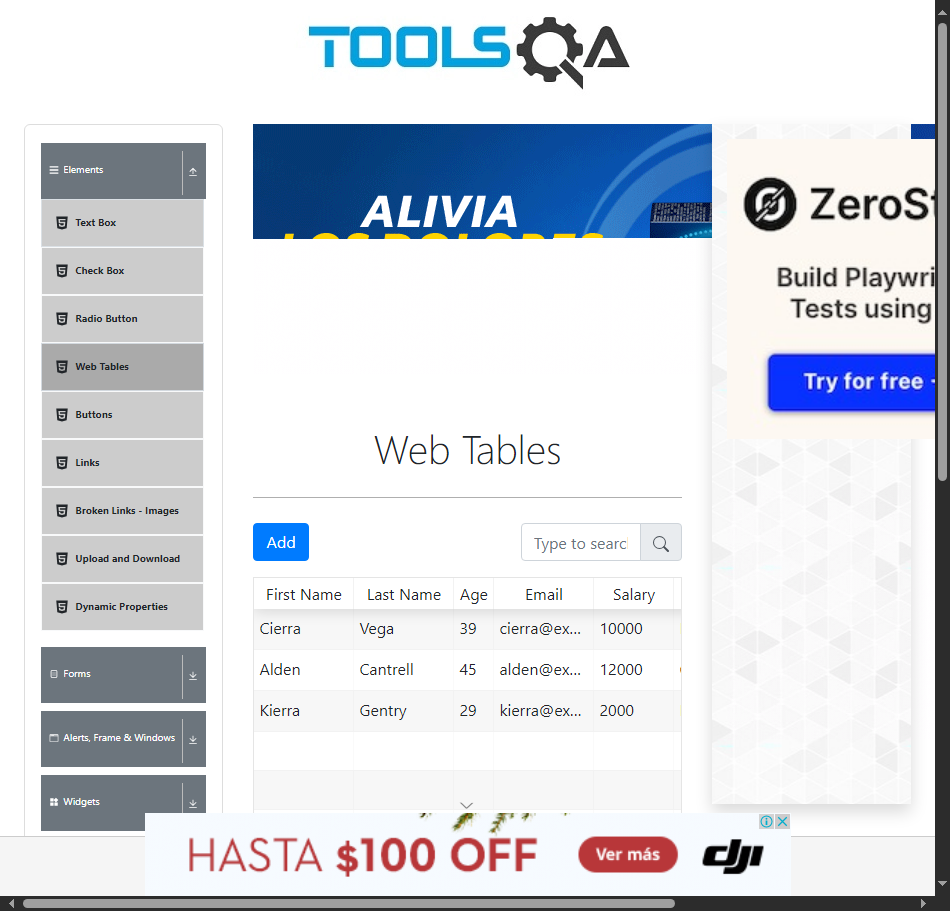 TOOLSQA
Elements
Text Box
Check Box
Radio Button
Web Tables
Buttons
Links
Broken Links - Images
Upload and Download
Dynamic Properties
Forms
Alerts, Frame & Windows
Widgets
ALIVIA
LOS DOLORES
Web Tables
Add
Type to searc
First Name Last Name Age Email Salary
Cierra Vega 39 cierra@ex... 10000
Alden Cantrell 45 alden@ex... 12000
Kierra Gentry 29 kierra@ex... 2000
ZeroSt
Build Playwri
Tests using
Try for free
HASTA $100 OFF
Ver más
dji